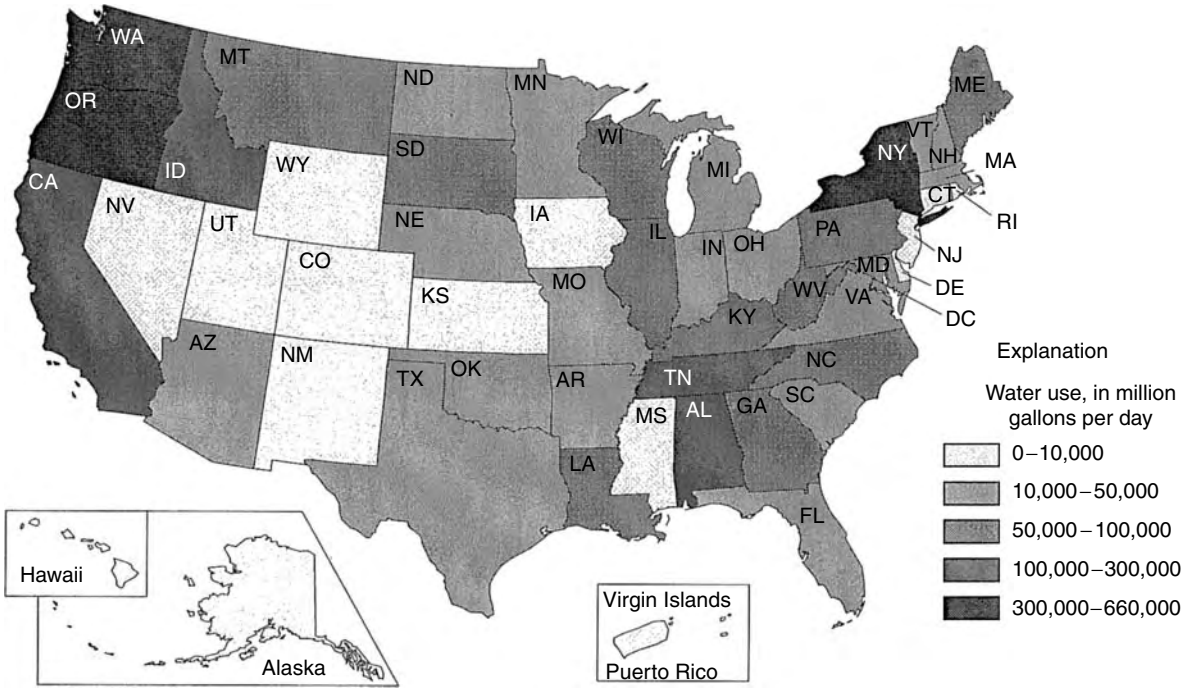 WA
MT
ND
MN
ME
OR
VT
WI
NY
NH
MA
SD
ID
WY
MI
CA
CT
NV
IA
RI
UT
NE
PA
IL
IN
OH
NJ
CO
MD
MO
WV
DE
KS
VA
DC
KY
AZ
NM
NC
TX
OK
TN
AR
SC
MS
AL
GA
LA
FL
Explanation
Water use, in million
gallons per day
0–10,000
10,000–50,000
50,000–100,000
100,000–300,000
300,000–660,000
Hawaii
Alaska
Virgin Islands
Puerto Rico